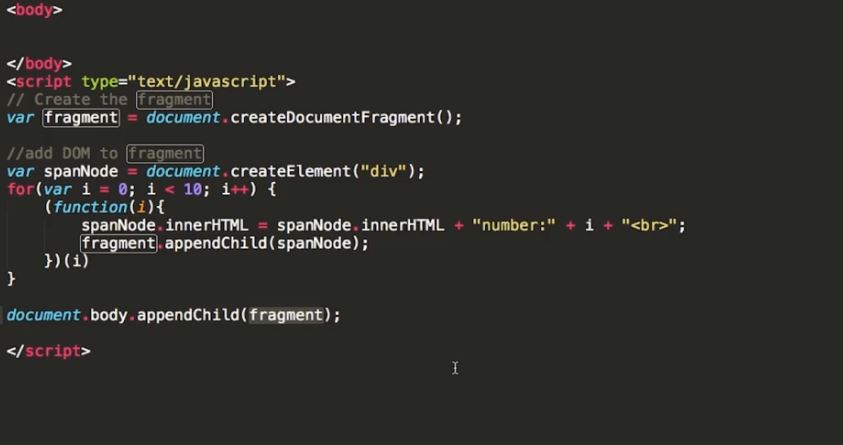 <body>
</body>
<script type="text/javascript">
// Create the fragment
var fragment = document.createDocumentFragment();
//add DOM to fragment
var spanNode = document.createElement("div");
for(var i = 0; i < 10; i++) {
(function(i){
spanNode.innerHTML = spanNode.innerHTML + "number:" + i + "<br>";
fragment.appendChild(spanNode);
})(i)
}
document.body.appendChild(fragment);
</script>